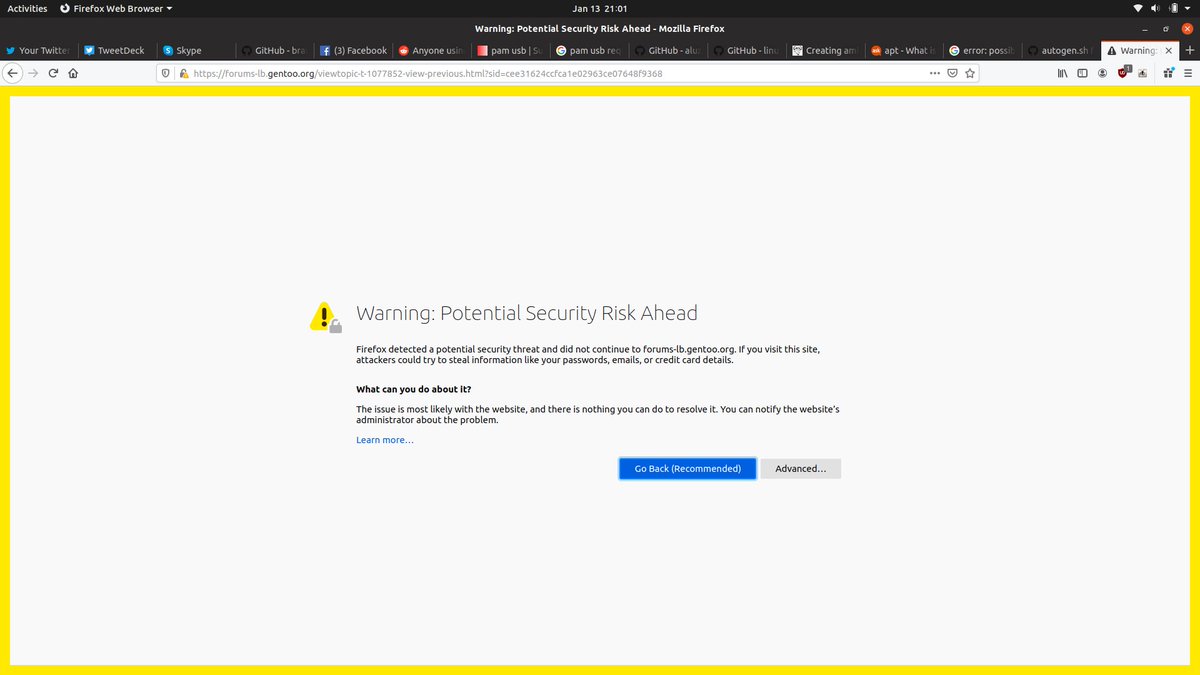 Activities Firefox Web Browser Jan 13 21:01
Warning: Potential Security Risk Ahead - Mozilla Firefox
Your Twitter TweetDeck Skype GitHub - bra (3) Facebook Anyone usin pam usb | Su pam usb req GitHub - aluz GitHub - linu Creating am apt - What is error: possib autogen.sh Warning:
https://forums-lb.gentoo.org/viewtopic-t-1077852-view-previous.html?sid=cee31624ccfca1e02963ce07648f9368
1
Warning: Potential Security Risk Ahead
Firefox detected a potential security threat and did not continue to forums-lb.gentoo.org. If you visit this site,
attackers could try to steal information like your passwords, emails, or credit card details.
What can you do about it?
The issue is most likely with the website, and there is nothing you can do to resolve it. You can notify the website's
administrator about the problem.
Learn more…
Go Back (Recommended) Advanced…